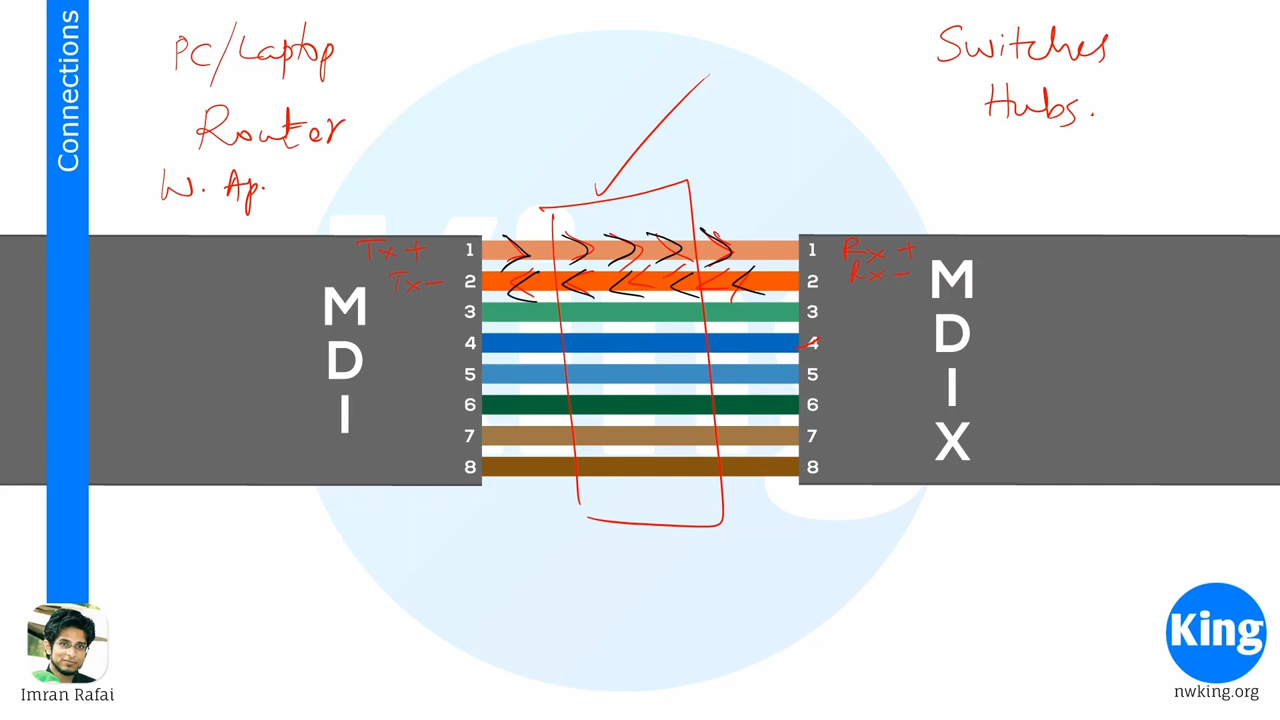 Connections
PC/Laptop
Router
W. Ap.
Switches
Hubs.
Tx +
Tx -
1
2
3
4
5
6
7
8
MDI
1
2
3
4
5
6
7
8
Rx +
Rx -
MDIX
Imran Rafai
King
nwking.org